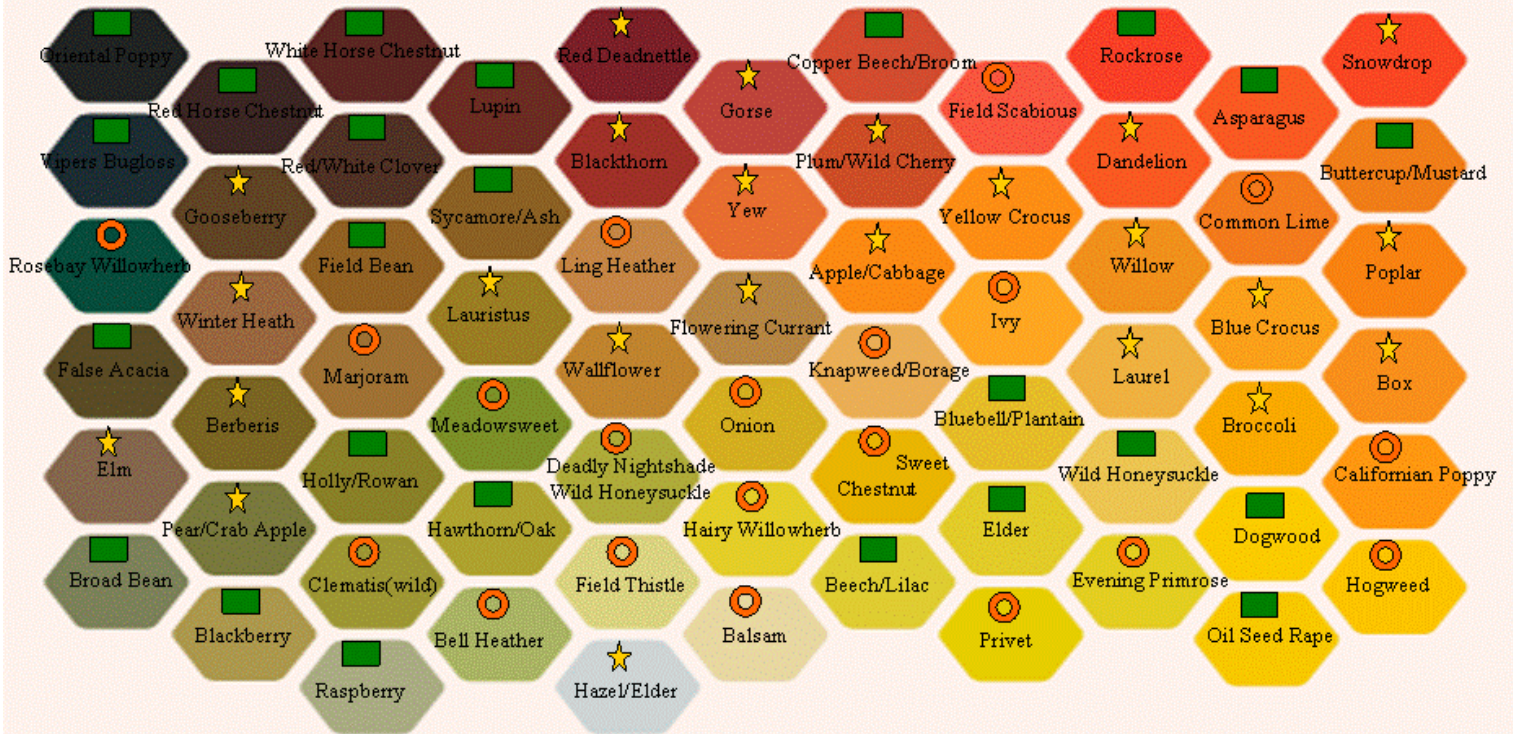 Oriental Poppy
White Horse Chestnut
Red Deadnettle
Copper Beech/Broom
Rockrose
Snowdrop
Red Horse Chestnut
Lupin
Gorse
Field Scabious
Asparagus
Vipers Bugloss
Red/White Clover
Blackthorn
Plum/Wild Cherry
Dandelion
Buttercup/Mustard
Gooseberry
Sycamore/Ash
Yew
Yellow Crocus
Common Lime
Rosebay Willowherb
Field Bean
Ling Heather
Apple/Cabbage
Willow
Poplar
Winter Heath
Lauristus
Flowering Currant
Ivy
Blue Crocus
False Acacia
Marjoram
Wallflower
Knapweed/Borage
Laurel
Box
Berberis
Meadowsweet
Onion
Bluebell/Plantain
Broccoli
Elm
Holly/Rowan
Deadly Nightshade
Wild Honeysuckle
Sweet
Chestnut
Wild Honeysuckle
Californian Poppy
Pear/Crab Apple
Hawthorn/Oak
Hairy Willowherb
Elder
Dogwood
Broad Bean
Clematis(wild)
Field Thistle
Beech/Lilac
Evening Primrose
Hogweed
Blackberry
Bell Heather
Balsam
Privet
Oil Seed Rape
Raspberry
Hazel/Elder